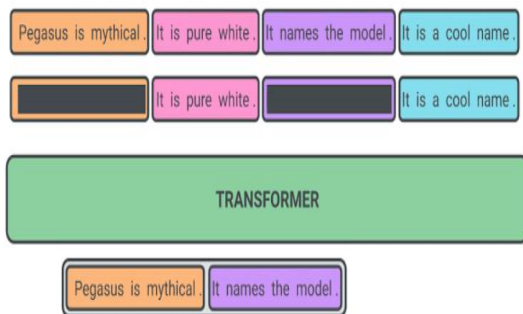 Pegasus is mythical. It is pure white. It names the model. It is a cool name.
It is pure white. It is a cool name.
TRANSFORMER
Pegasus is mythical. It names the model.